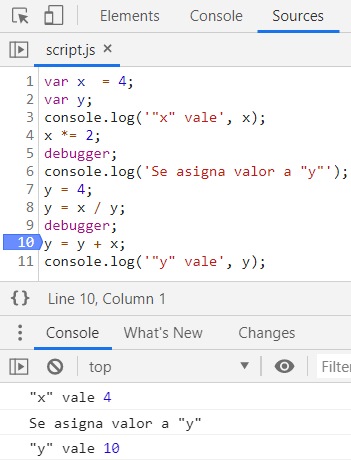 Elements Console Sources
script.js ×
1 var x  = 4;
2 var y;
3 console.log('"x" vale', x);
4 x *= 2;
5 debugger;
6 console.log('Se asigna valor a "y"');
7 y = 4;
8 y = x / y;
9 debugger;
10 y = y + x;
11 console.log('"y" vale', y);
{} Line 10, Column 1
Console What's New Changes
top Filter
"x" vale 4
Se asigna valor a "y"
"y" vale 10